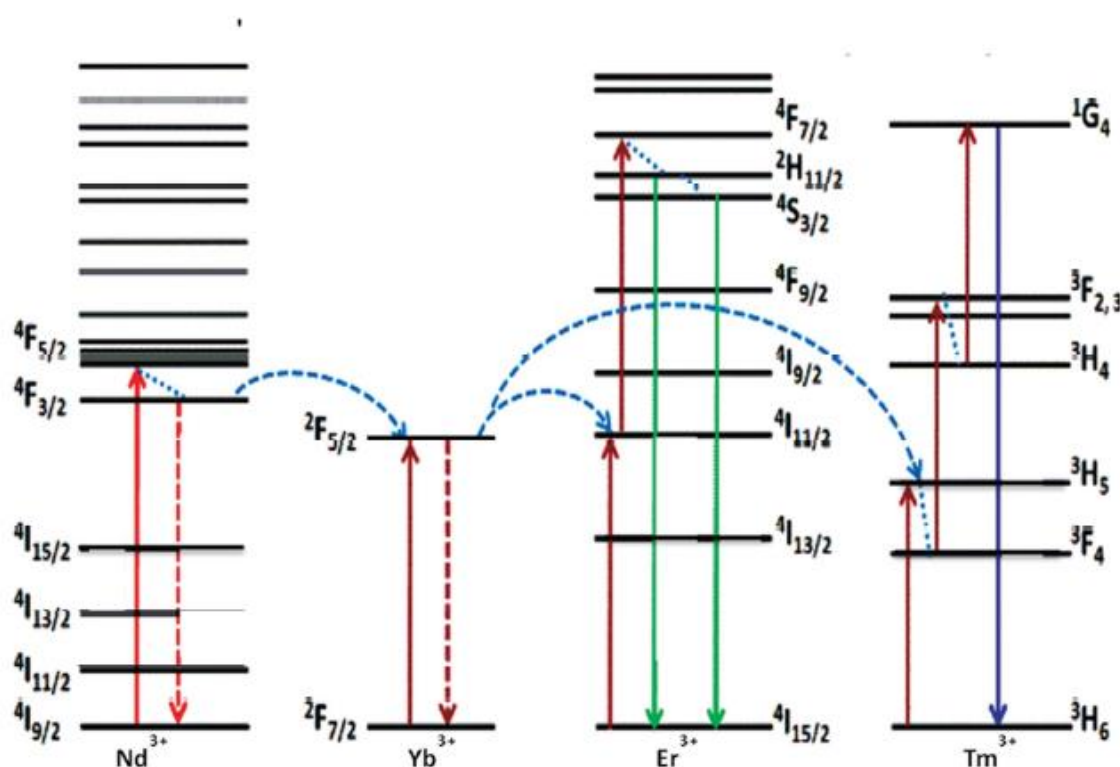 ⁴F₅/₂
⁴F₃/₂
⁴I₁₅/₂
⁴I₁₃/₂
⁴I₁₁/₂
⁴I₉/₂
Nd³⁺
²F₅/₂
²F₇/₂
Yb³⁺
⁴F₇/₂
²H₁₁/₂
⁴S₃/₂
⁴F₉/₂
⁴I₉/₂
⁴I₁₁/₂
⁴I₁₃/₂
⁴I₁₅/₂
Er³⁺
¹G₄
³F₂,₃
³H₄
³H₅
³F₄
³H₆
Tm³⁺